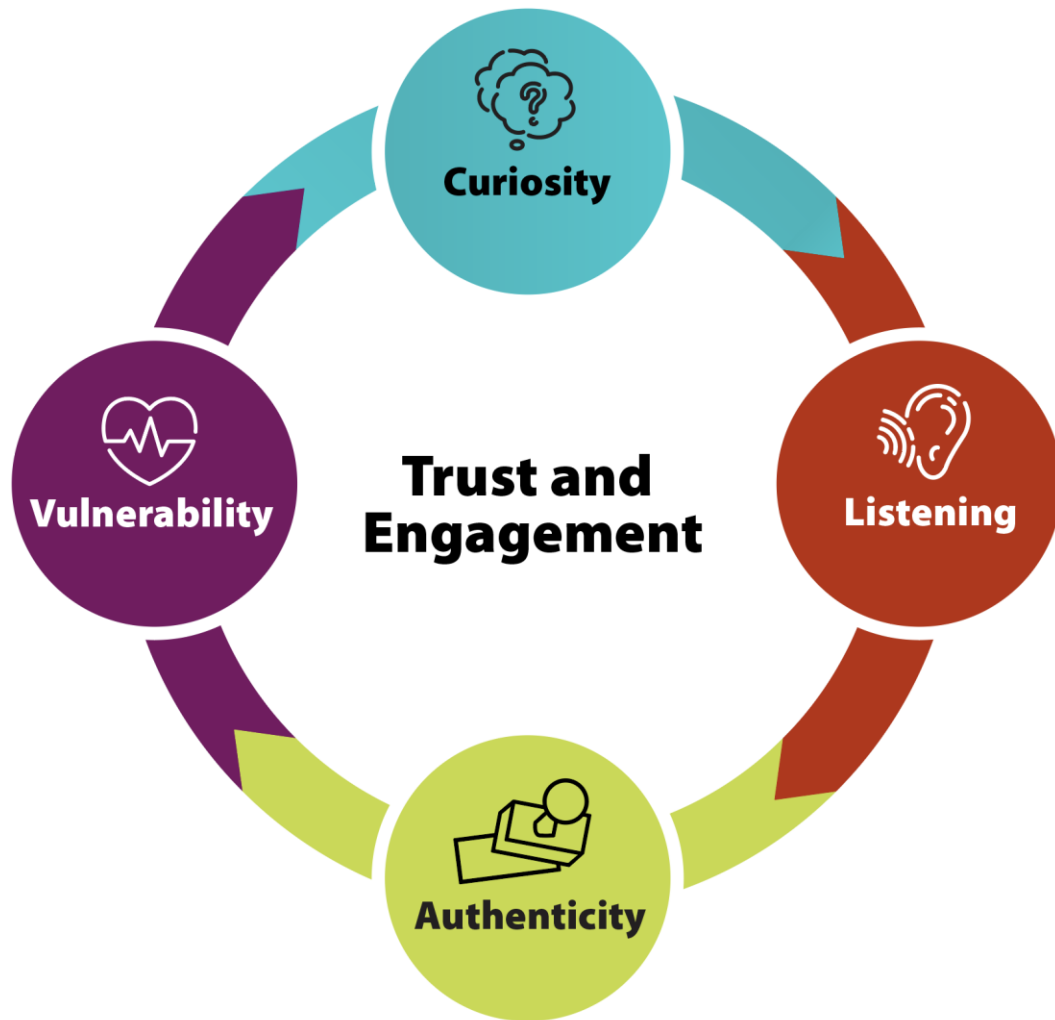 Curiosity
Vulnerability
Trust and
Engagement
Listening
Authenticity